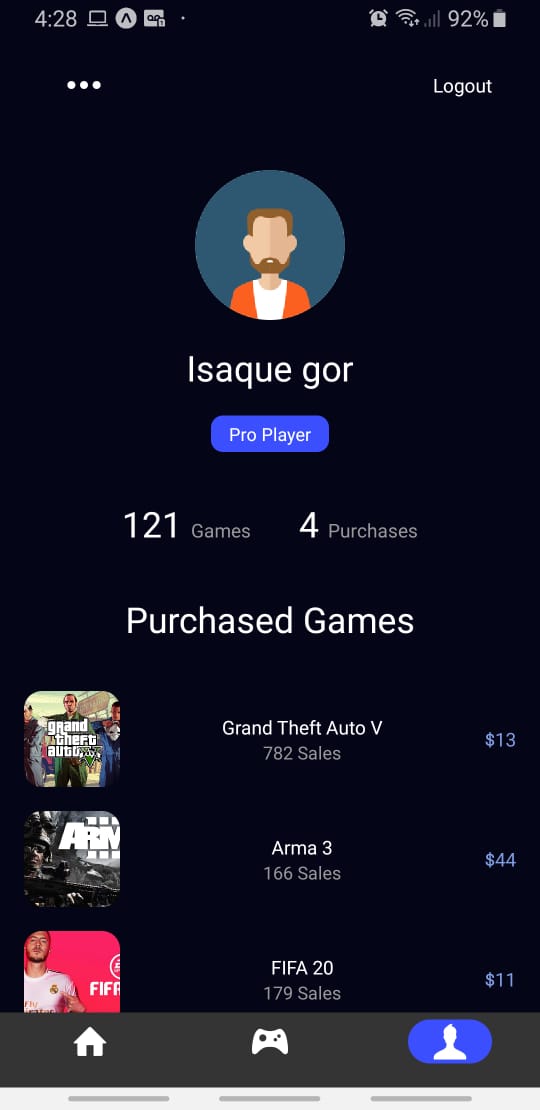 4:28 92%
Logout
Isaque gor
Pro Player
121 Games 4 Purchases
Purchased Games
grand
theft
auto V
Grand Theft Auto V
782 Sales
$13
ARM
Arma 3
166 Sales
$44
FIFA
FIFA 20
179 Sales
$11